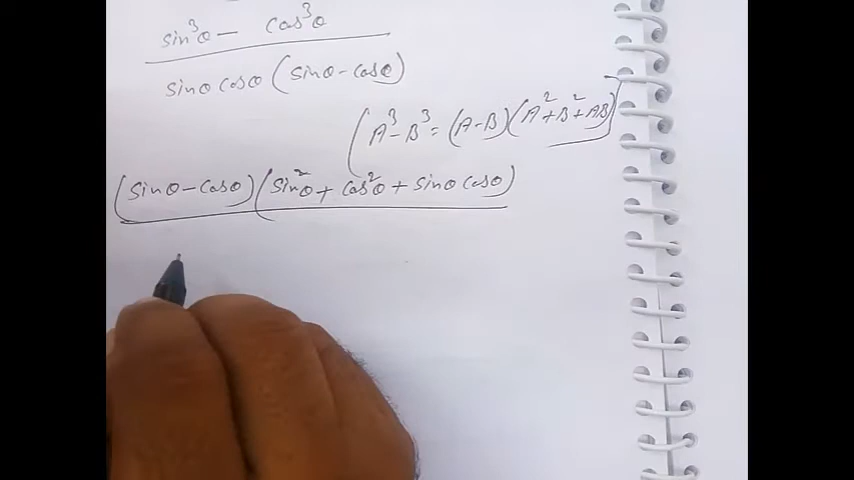 sin³θ − cos³θ
sinθ cosθ (sinθ − cosθ)
(A³−B³ = (A−B)(A²+B²+AB)
(sinθ − cosθ)(sin²θ + cos²θ + sinθ cosθ)